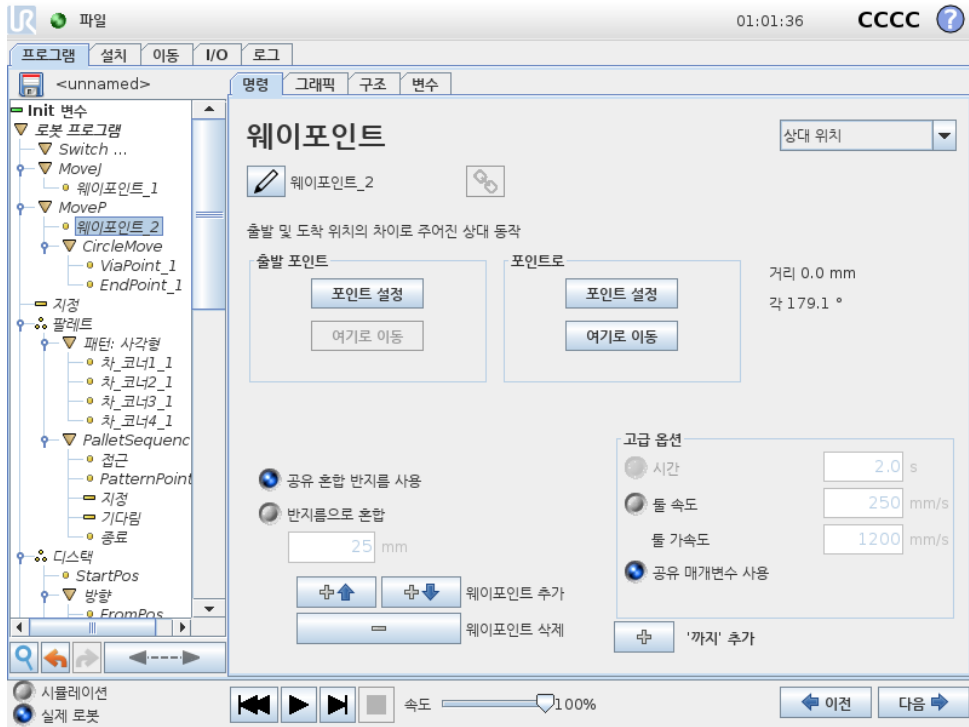 UR 파일 01:01:36 CCCC ?
프로그램 설치 이동 I/O 로그
<unnamed>
명령 그래픽 구조 변수
Init 변수
로봇 프로그램
Switch ...
MoveJ
웨이포인트_1
MoveP
웨이포인트_2
CircleMove
ViaPoint_1
EndPoint_1
지정
팔레트
패턴: 사각형
차_코너1_1
차_코너2_1
차_코너3_1
차_코너4_1
PalletSequenc
접근
PatternPoint
지정
기다림
종료
디스택
StartPos
방향
FromPos
웨이포인트
상대 위치
웨이포인트_2
출발 및 도착 위치의 차이로 주어진 상대 동작
출발 포인트
포인트 설정
여기로 이동
포인트로
포인트 설정
여기로 이동
거리 0.0 mm
각 179.1 °
공유 혼합 반지름 사용
반지름으로 혼합
25 mm
웨이포인트 추가
웨이포인트 삭제
고급 옵션
시간 2.0 s
툴 속도 250 mm/s
툴 가속도 1200 mm/s
공유 매개변수 사용
'까지' 추가
시뮬레이션
실제 로봇
속도 100%
이전 다음